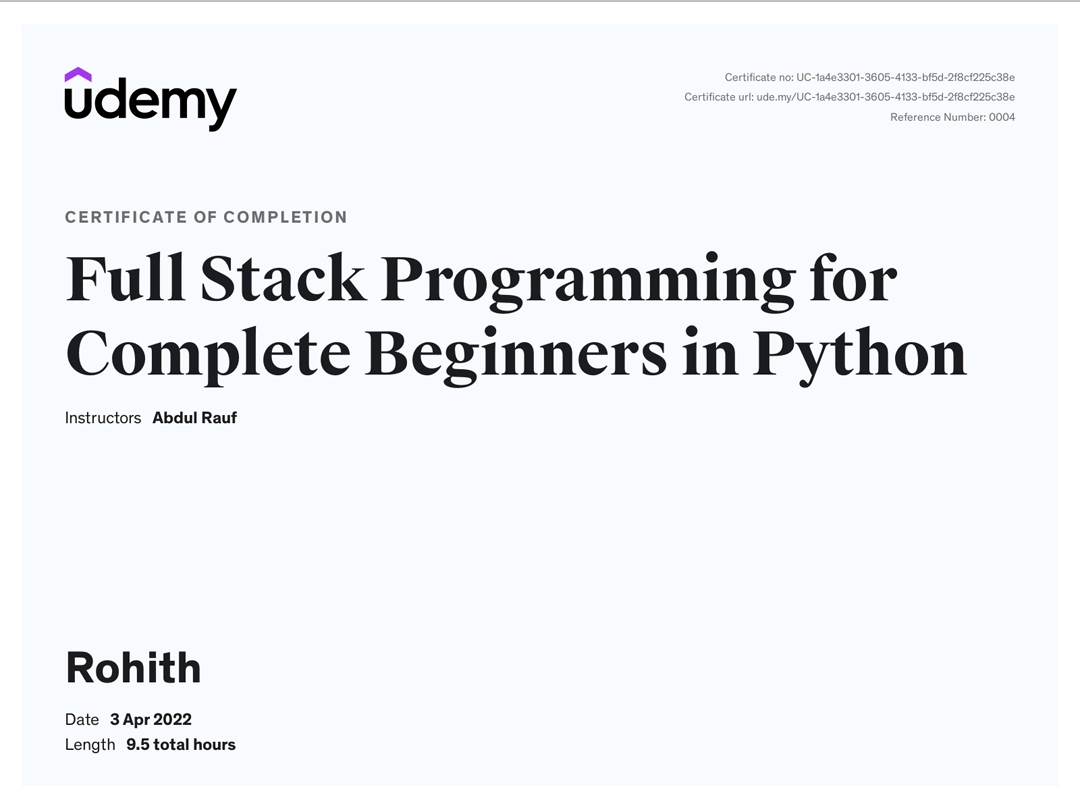 udemy
Certificate no: UC-1a4e3301-3605-4133-bf5d-2f8cf225c38e
Certificate url: ude.my/UC-1a4e3301-3605-4133-bf5d-2f8cf225c38e
Reference Number: 0004
CERTIFICATE OF COMPLETION
Full Stack Programming for
Complete Beginners in Python
Instructors Abdul Rauf
Rohith
Date 3 Apr 2022
Length 9.5 total hours